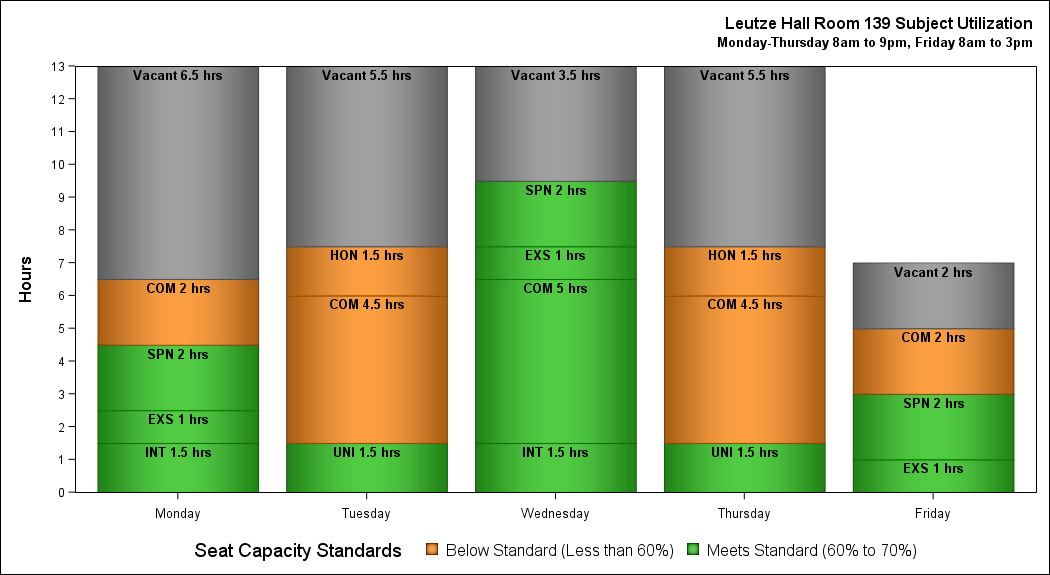 Leutze Hall Room 139 Subject Utilization
Monday-Thursday 8am to 9pm, Friday 8am to 3pm
Hours
13
12
11
10
9
8
7
6
5
4
3
2
1
0
Vacant 6.5 hrs
COM 2 hrs
SPN 2 hrs
EXS 1 hrs
INT 1.5 hrs
Vacant 5.5 hrs
HON 1.5 hrs
COM 4.5 hrs
UNI 1.5 hrs
Vacant 3.5 hrs
SPN 2 hrs
EXS 1 hrs
COM 5 hrs
INT 1.5 hrs
Vacant 5.5 hrs
HON 1.5 hrs
COM 4.5 hrs
UNI 1.5 hrs
Vacant 2 hrs
COM 2 hrs
SPN 2 hrs
EXS 1 hrs
Monday Tuesday Wednesday Thursday Friday
Seat Capacity Standards Below Standard (Less than 60%) Meets Standard (60% to 70%)